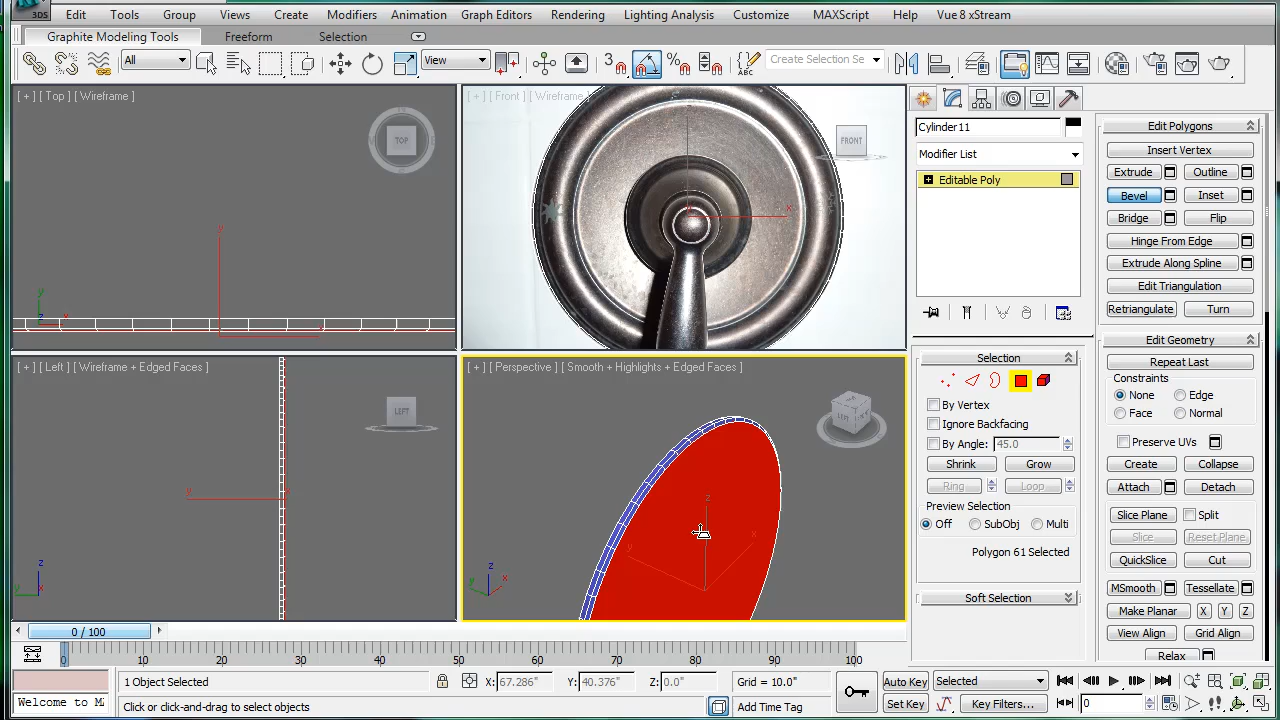 3DS Edit Tools Group Views Create Modifiers Animation Graph Editors Rendering Lighting Analysis Customize MAXScript Help Vue 8 xStream
Graphite Modeling Tools Freeform Selection
All View 3 % ABC Create Selection Se
[ + ] [ Top ] [ Wireframe ]
TOP
y
x
z
[ + ] [ Front ] [ Wireframe ]
FRONT
x
[ + ] [ Left ] [ Wireframe + Edged Faces ]
LEFT
y
z
y
x
[ + ] [ Perspective ] [ Smooth + Highlights + Edged Faces ]
LEFT
z
x
y
z
x
y
Cylinder11
Modifier List
Editable Poly
Selection
By Vertex
Ignore Backfacing
By Angle: 45.0
Shrink Grow
Ring Loop
Preview Selection
Off SubObj Multi
Polygon 61 Selected
Soft Selection
Edit Polygons
Insert Vertex
Extrude Outline
Bevel Inset
Bridge Flip
Hinge From Edge
Extrude Along Spline
Edit Triangulation
Retriangulate Turn
Edit Geometry
Repeat Last
Constraints
None Edge
Face Normal
Preserve UVs
Create Collapse
Attach Detach
Slice Plane Split
Slice Reset Plane
QuickSlice Cut
MSmooth Tessellate
Make Planar X Y Z
View Align Grid Align
Relax
0 / 100
0 10 20 30 40 50 60 70 80 90 100
1 Object Selected X: 67.286" Y: 40.376" Z: 0.0" Grid = 10.0" Auto Key Selected
Welcome to M Click or click-and-drag to select objects Add Time Tag Set Key Key Filters... 0